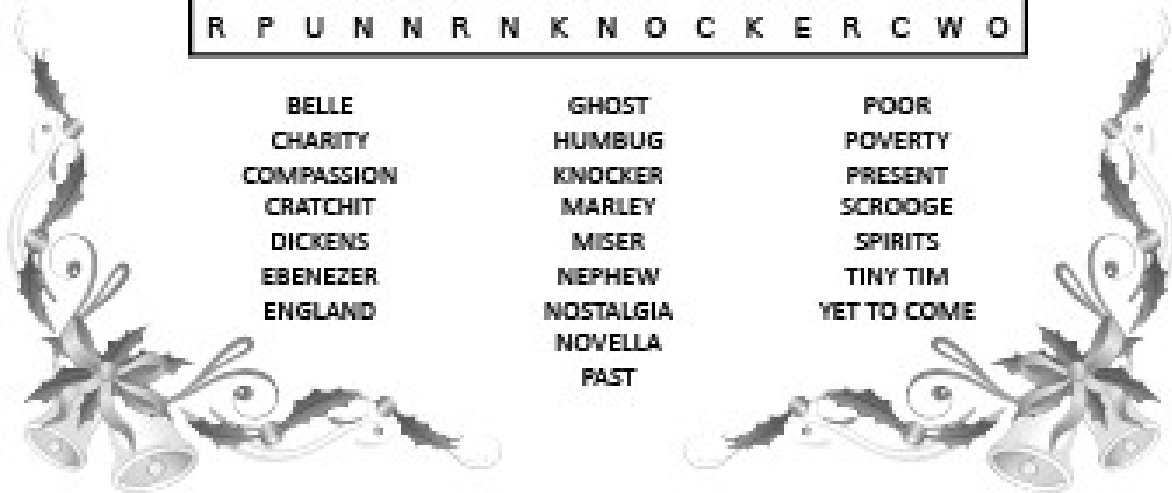 R P U N N R N K N O C K E R C W O
BELLE GHOST POOR
CHARITY HUMBUG POVERTY
COMPASSION KNOCKER PRESENT
CRATCHIT MARLEY SCROOGE
DICKENS MISER SPIRITS
EBENEZER NEPHEW TINY TIM
ENGLAND NOSTALGIA YET TO COME
NOVELLA
PAST